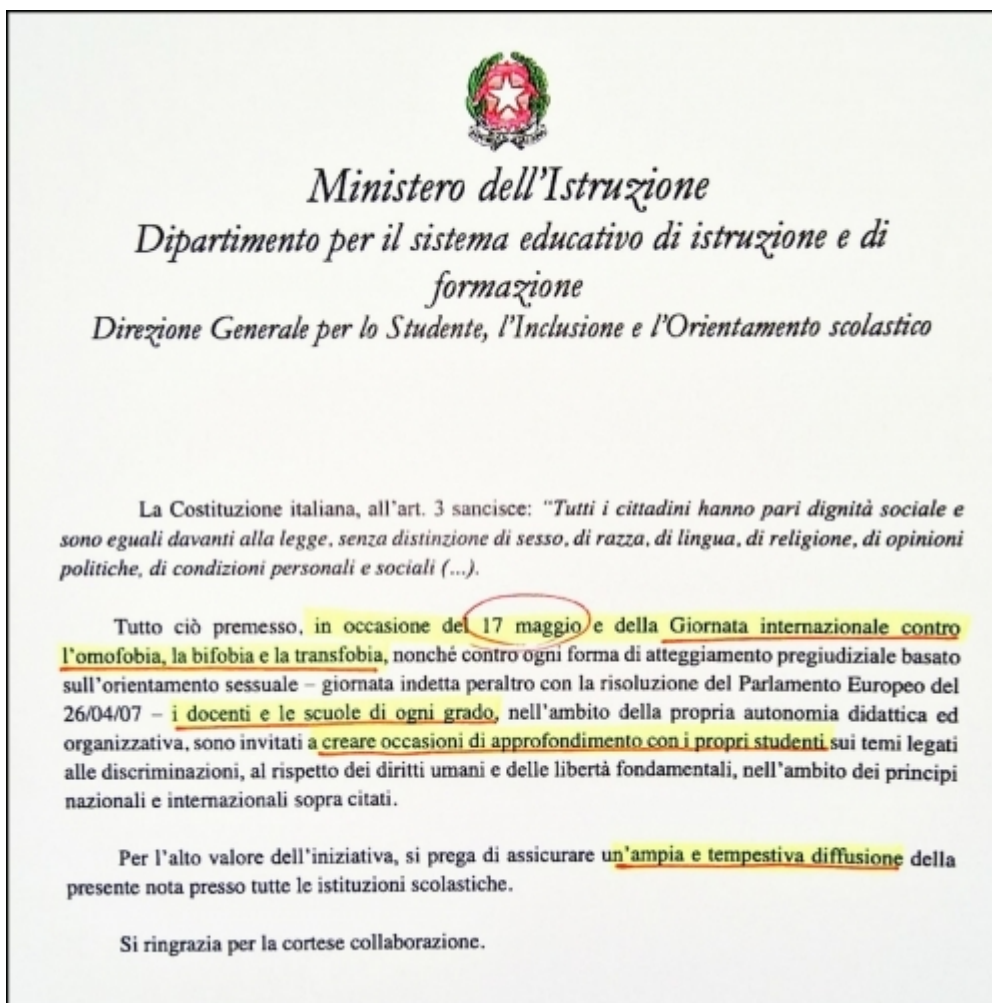 Ministero dell'Istruzione
Dipartimento per il sistema educativo di istruzione e di
formazione
Direzione Generale per lo Studente, l'Inclusione e l'Orientamento scolastico
La Costituzione italiana, all'art. 3 sancisce: "Tutti i cittadini hanno pari dignità sociale e
sono eguali davanti alla legge, senza distinzione di sesso, di razza, di lingua, di religione, di opinioni
politiche, di condizioni personali e sociali (...).
Tutto ciò premesso, in occasione del 17 maggio e della Giornata internazionale contro
l'omofobia, la bifobia e la transfobia, nonché contro ogni forma di atteggiamento pregiudiziale basato
sull'orientamento sessuale – giornata indetta peraltro con la risoluzione del Parlamento Europeo del
26/04/07 – i docenti e le scuole di ogni grado, nell'ambito della propria autonomia didattica ed
organizzativa, sono invitati a creare occasioni di approfondimento con i propri studenti sui temi legati
alle discriminazioni, al rispetto dei diritti umani e delle libertà fondamentali, nell'ambito dei principi
nazionali e internazionali sopra citati.
Per l'alto valore dell'iniziativa, si prega di assicurare un'ampia e tempestiva diffusione della
presente nota presso tutte le istituzioni scolastiche.
Si ringrazia per la cortese collaborazione.